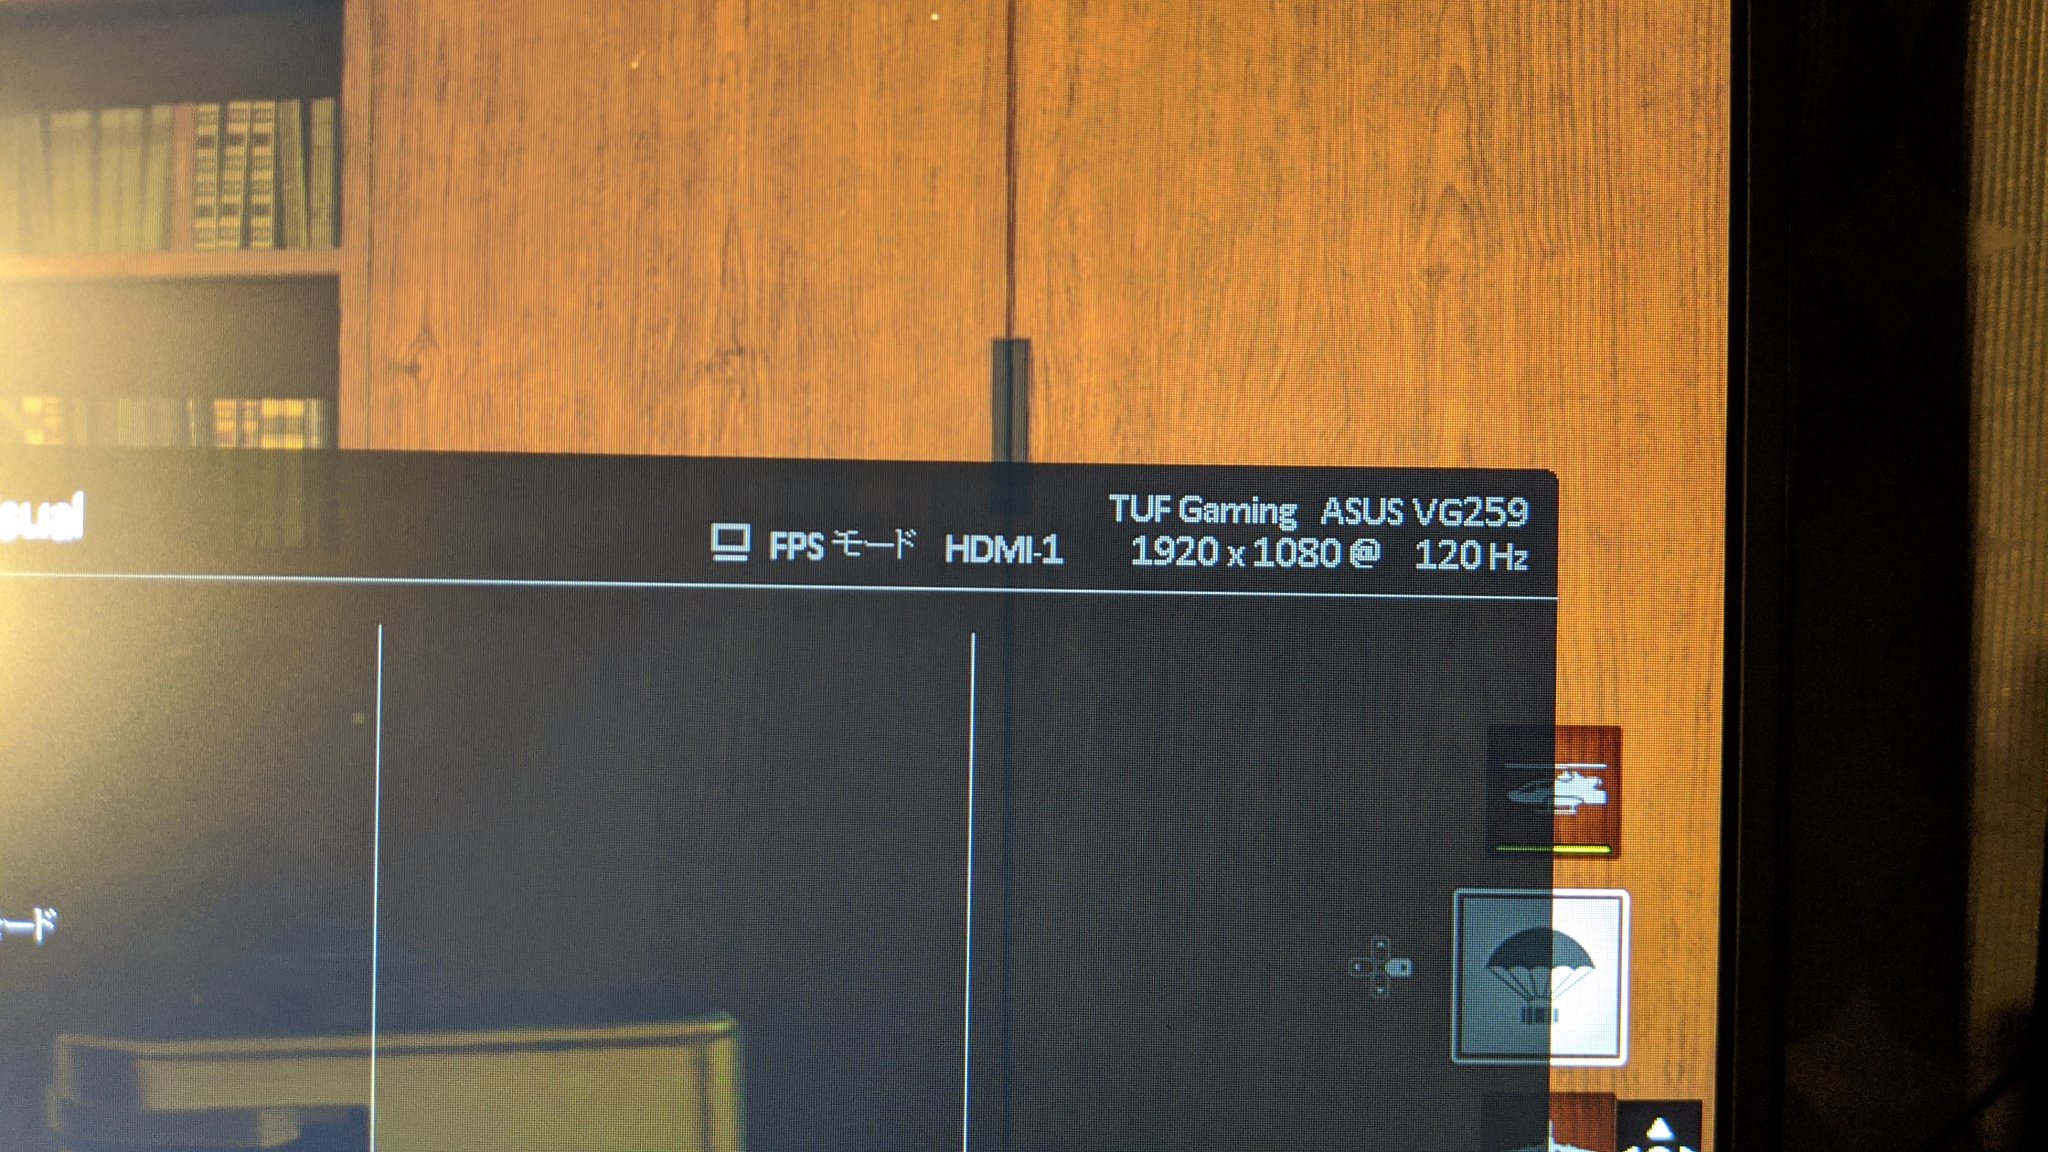 TUF Gaming ASUS VG259
FPS モード HDMI-1 1920 x 1080 @ 120 Hz